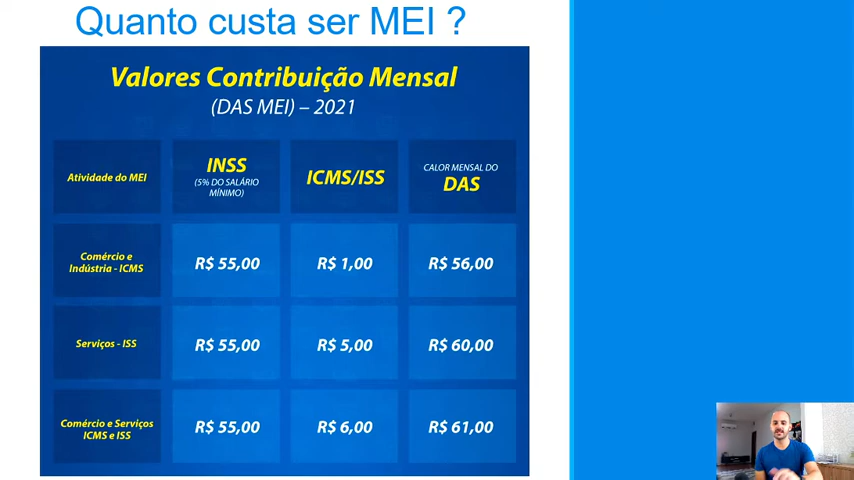 Quanto custa ser MEI ?
Valores Contribuição Mensal
(DAS MEI) – 2021
Atividade do MEI
INSS
(5% DO SALÁRIO
MÍNIMO)
ICMS/ISS
CALOR MENSAL DO
DAS
Comércio e
Indústria - ICMS
R$ 55,00
R$ 1,00
R$ 56,00
Serviços - ISS
R$ 55,00
R$ 5,00
R$ 60,00
Comércio e Serviços
ICMS e ISS
R$ 55,00
R$ 6,00
R$ 61,00